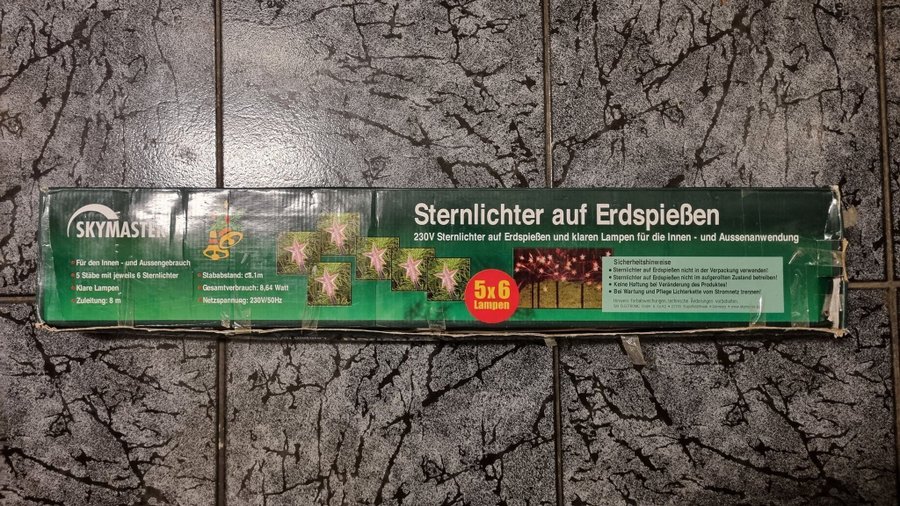 SKYMASTER
Sternlichter auf Erdspießen
230V Sternlichter auf Erdspießen und klaren Lampen für die Innen - und Aussenanwendung
• Für den Innen - und Aussengebrauch
• 5 Stäbe mit jeweils 6 Sternlichter
• Klare Lampen
• Zuleitung: 8 m
• Stababstand: ca.1m
• Gesamtverbrauch: 8,64 Watt
• Netzspannung: 230V/50Hz
5x6
Lampen
Sicherheitshinweise
• Sternlichter auf Erdspießen nicht in der Verpackung verwenden!
• Sternlichter auf Erdspießen nicht im aufgerollten Zustand betreiben!
• Keine Haftung bei Veränderung des Produktes!
• Bei Wartung und Pflege Lichterkette vom Stromnetz trennen!